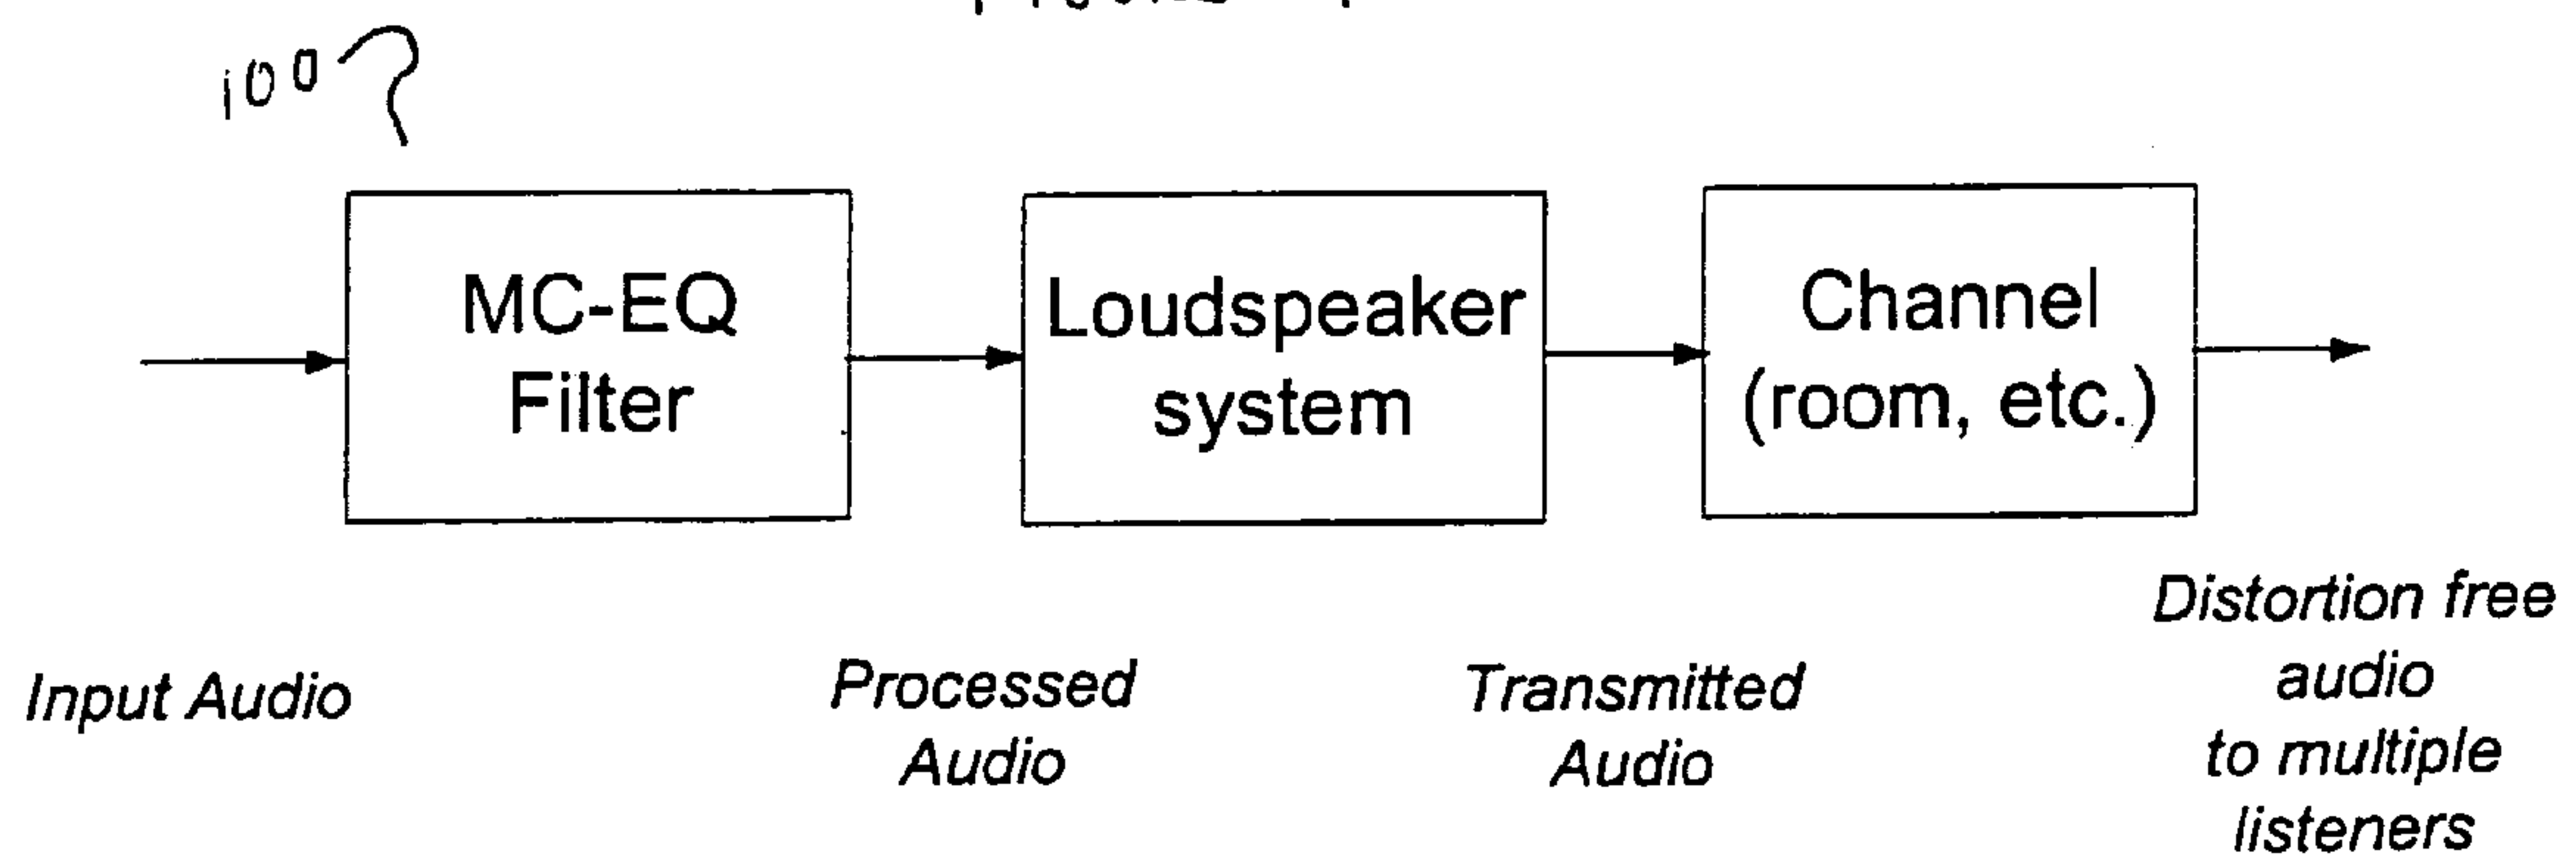 100
MC-EQ
Filter
Loudspeaker
system
Channel
(room, etc.)
Input Audio
Processed
Audio
Transmitted
Audio
Distortion free
audio
to multiple
listeners